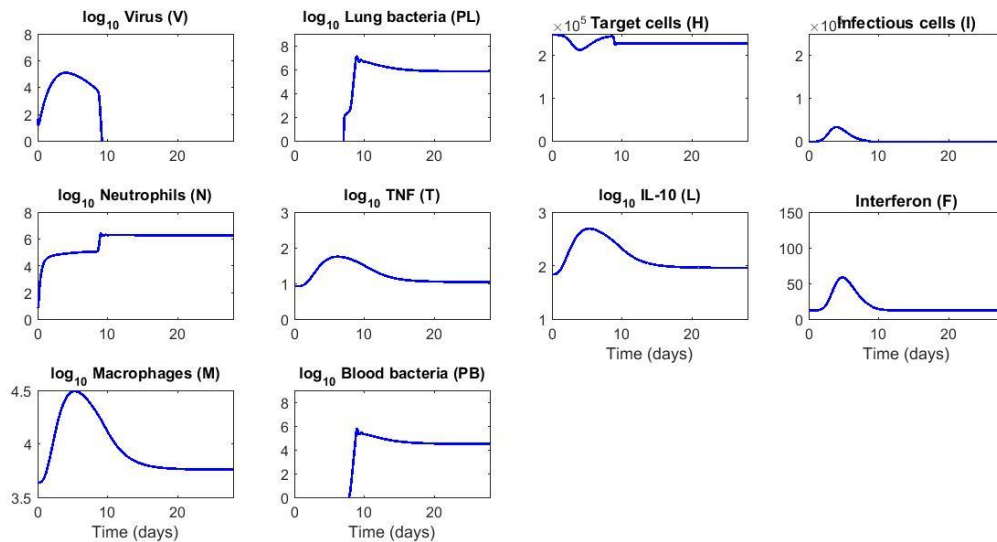 log10 Virus (V)
8
6
4
2
0
0 10 20
log10 Lung bacteria (PL)
8
6
4
2
0
0 10 20
Target cells (H)
×10^5
2
1
0
0 10 20
Infectious cells (I)
2
1
0
0 10 20
log10 Neutrophils (N)
8
6
4
2
0
0 10 20
log10 TNF (T)
3
2
1
0
0 10 20
log10 IL-10 (L)
3
2
1
0 10 20
Time (days)
Interferon (F)
150
100
50
0
0 10 20
Time (days)
log10 Macrophages (M)
4.5
4
3.5
0 10 20
Time (days)
log10 Blood bacteria (PB)
8
6
4
2
0
0 10 20
Time (days)